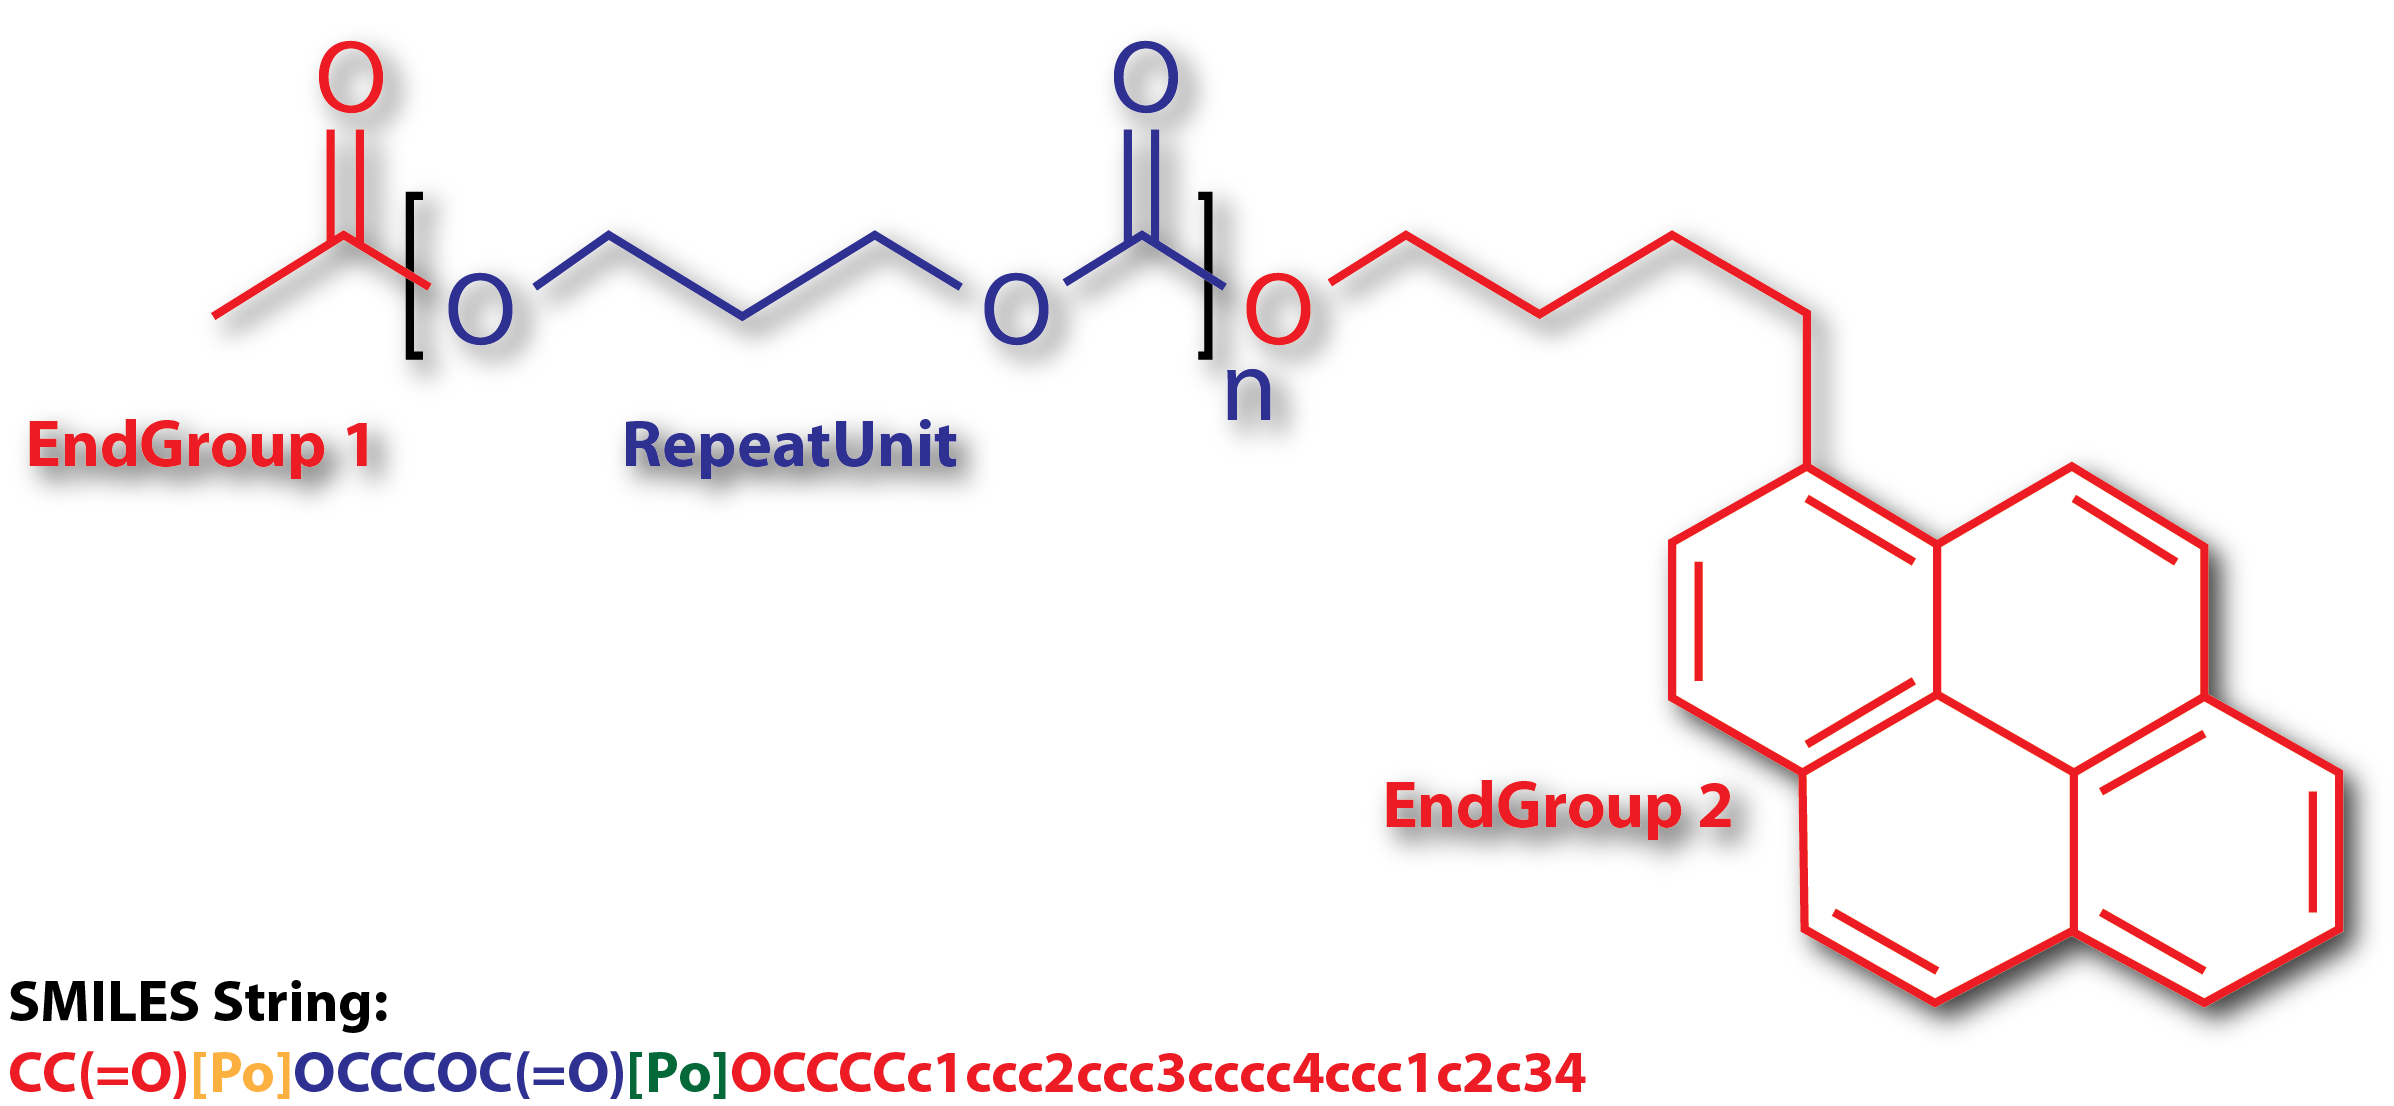 O O
O O O
n
EndGroup 1 RepeatUnit
EndGroup 2
SMILES String:
CC(=O)[Po]OCCCOC(=O)[Po]OCCCCc1ccc2ccc3cccc4ccc1c2c34